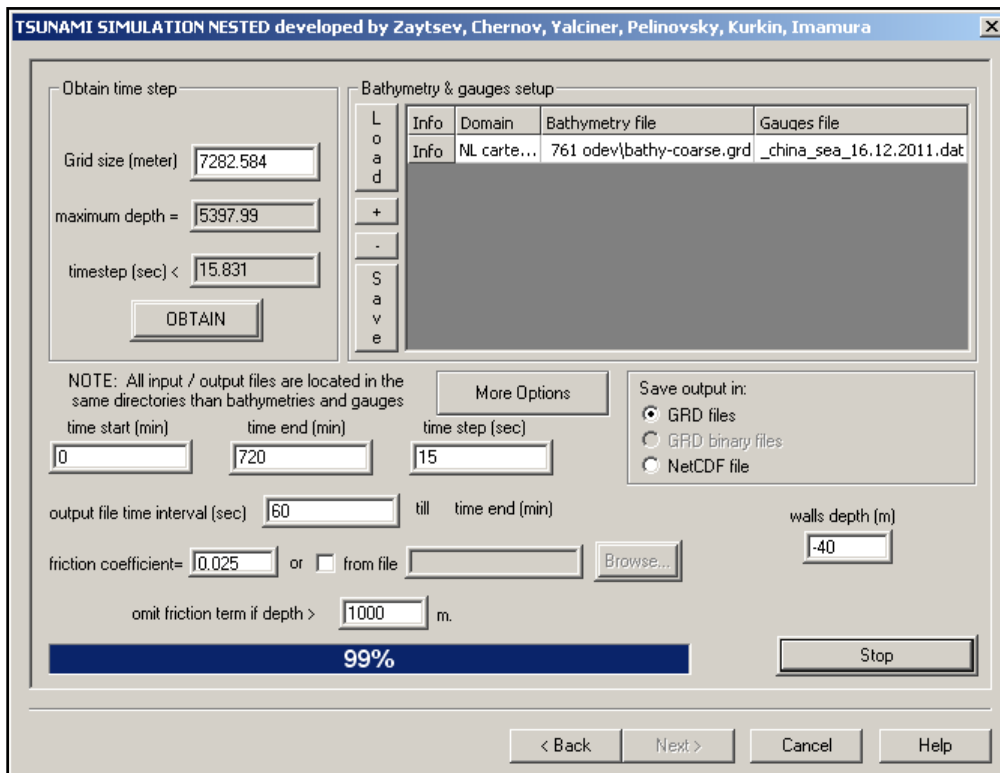 TSUNAMI SIMULATION NESTED developed by Zaytsev, Chernov, Yalciner, Pelinovsky, Kurkin, Imamura
Obtain time step
Grid size (meter) 7282.584
maximum depth = 5397.99
timestep (sec) < 15.831
OBTAIN
Bathymetry & gauges setup
Load
+
-
Save
Info Domain Bathymetry file Gauges file
Info NL carte... 761 odev\bathy-coarse.grd _china_sea_16.12.2011.dat
NOTE: All input / output files are located in the
same directories than bathymetries and gauges
More Options
Save output in:
GRD files
GRD binary files
NetCDF file
time start (min) time end (min) time step (sec)
0 720 15
output file time interval (sec) 60 till time end (min)
walls depth (m)
-40
friction coefficient= 0.025 or from file Browse...
omit friction term if depth > 1000 m.
99%
Stop
< Back Next > Cancel Help